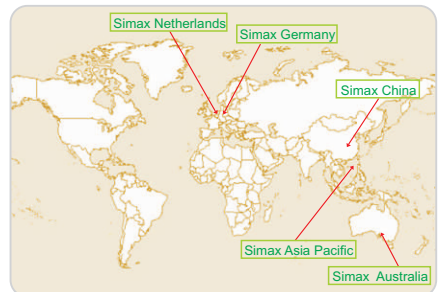 Simax Netherlands
Simax Germany
Simax China
Simax Asia Pacific
Simax Australia